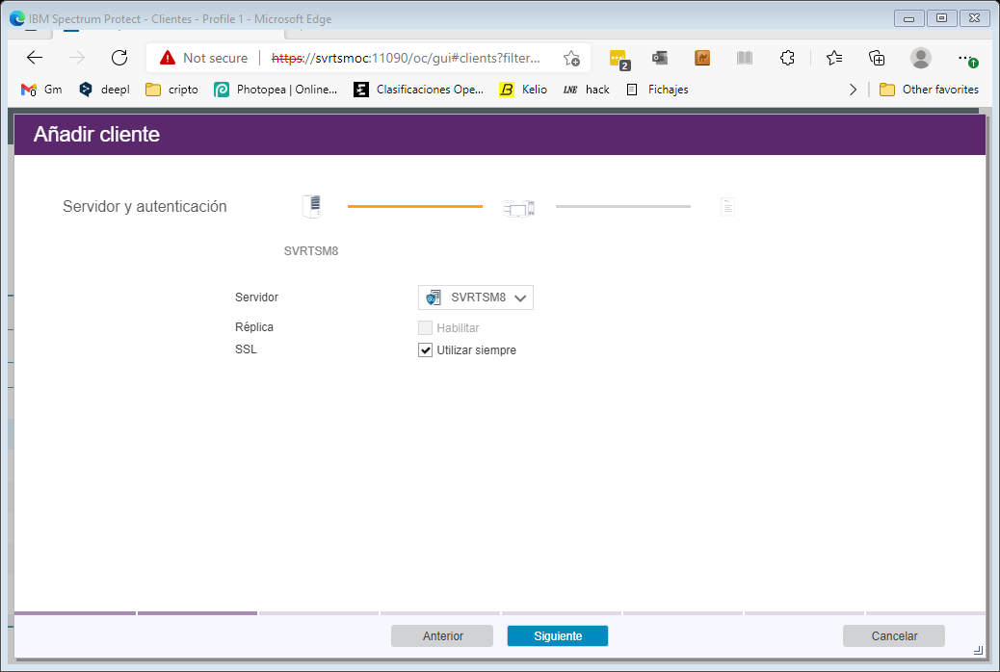 IBM Spectrum Protect - Clientes - Profile 1 - Microsoft Edge
Not secure https://svrtsmoc:11090/oc/gui#clients?filter... 2
Gm deepl cripto Photopea | Online... Clasificaciones Ope... B Kelio LNE hack Fichajes Other favorites
Añadir cliente
Servidor y autenticación
SVRTSM8
Servidor SVRTSM8
Réplica Habilitar
SSL Utilizar siempre
Anterior Siguiente Cancelar